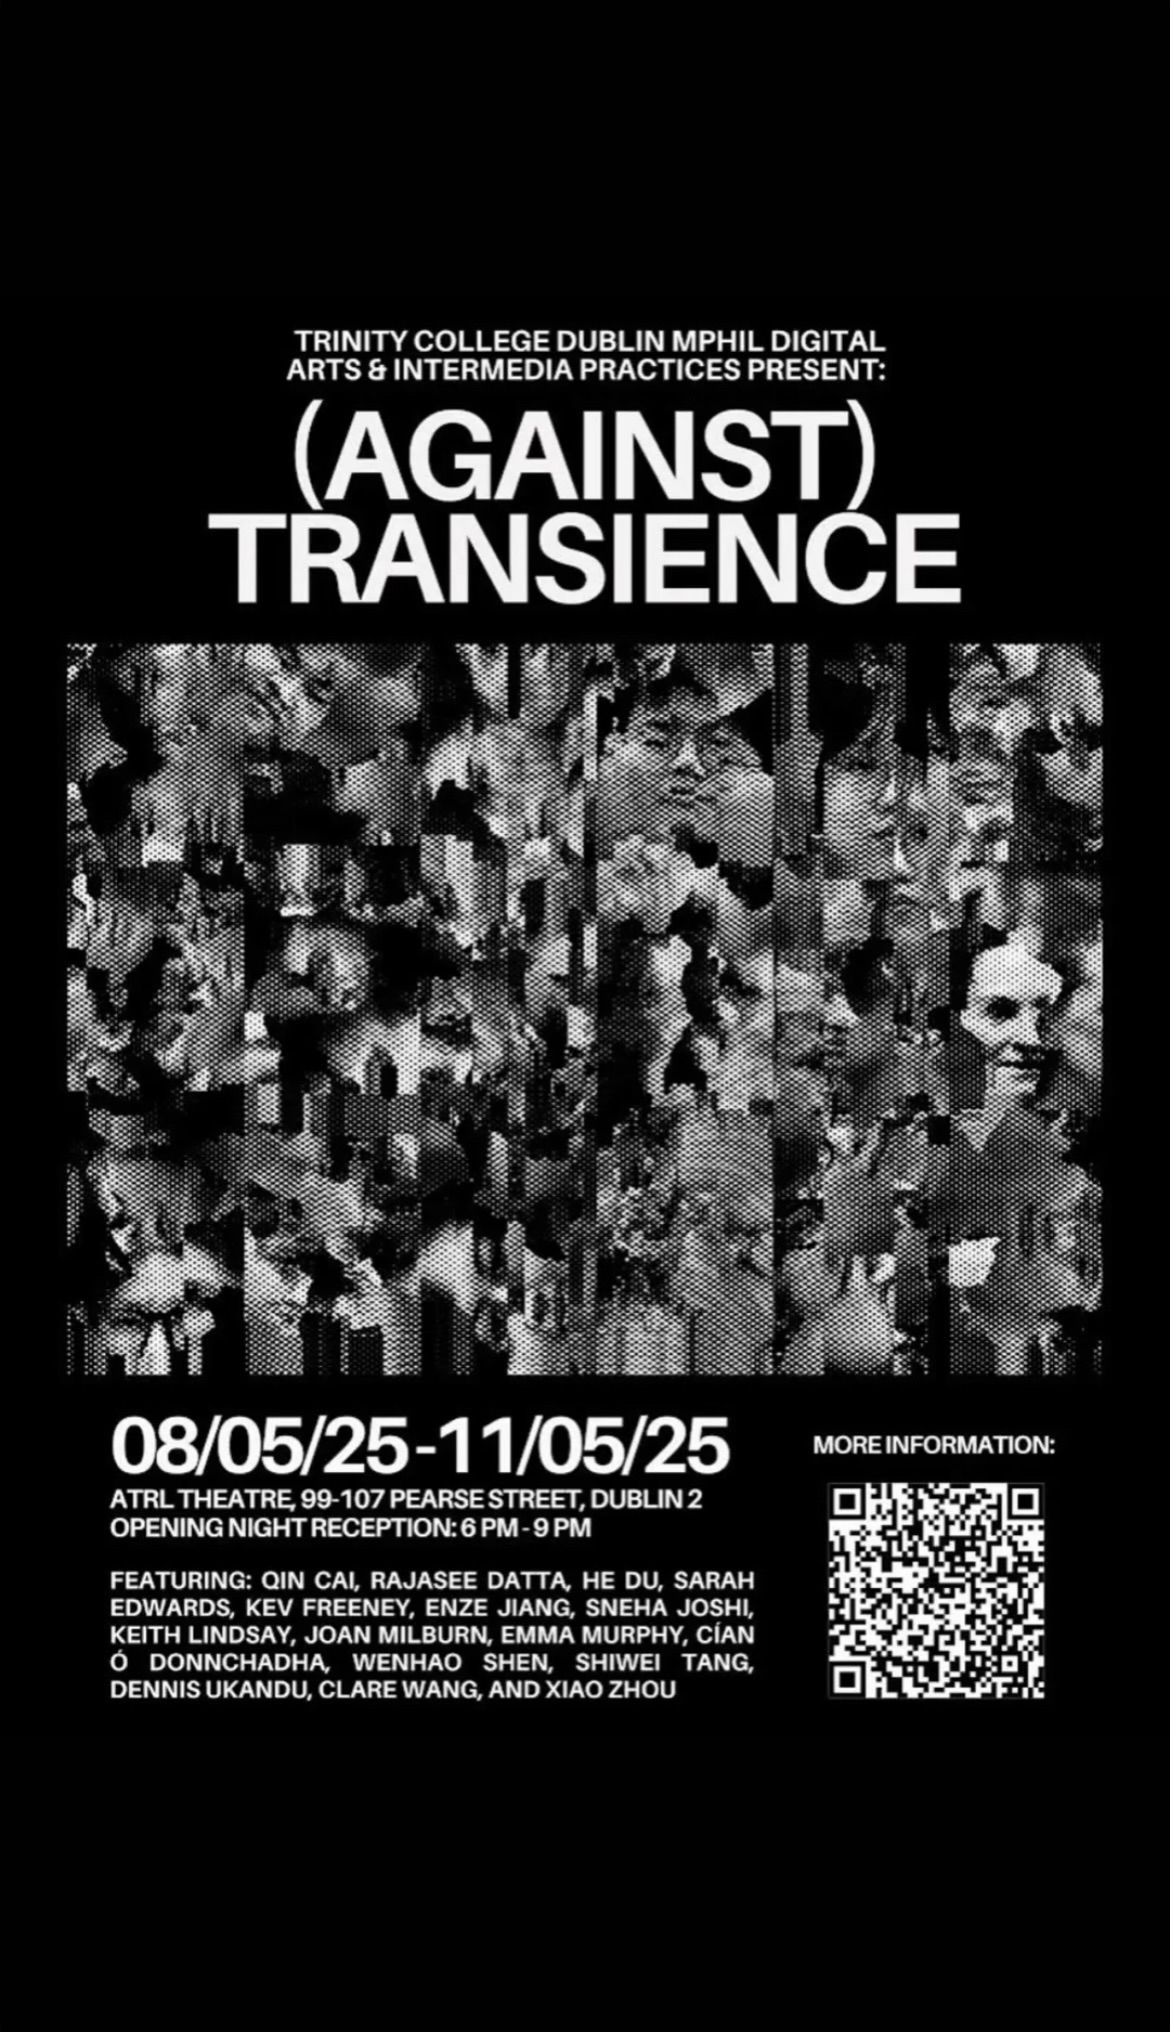 TRINITY COLLEGE DUBLIN MPHIL DIGITAL
ARTS & INTERMEDIA PRACTICES PRESENT:
(AGAINST)
TRANSIENCE
08/05/25-11/05/25
MORE INFORMATION:
ATRL THEATRE, 99-107 PEARSE STREET, DUBLIN 2
OPENING NIGHT RECEPTION: 6 PM - 9 PM
FEATURING: QIN CAI, RAJASEE DATTA, HE DU, SARAH
EDWARDS, KEV FREENEY, ENZE JIANG, SNEHA JOSHI,
KEITH LINDSAY, JOAN MILBURN, EMMA MURPHY, CÍAN
Ó DONNCHADHA, WENHAO SHEN, SHIWEI TANG,
DENNIS UKANDU, CLARE WANG, AND XIAO ZHOU